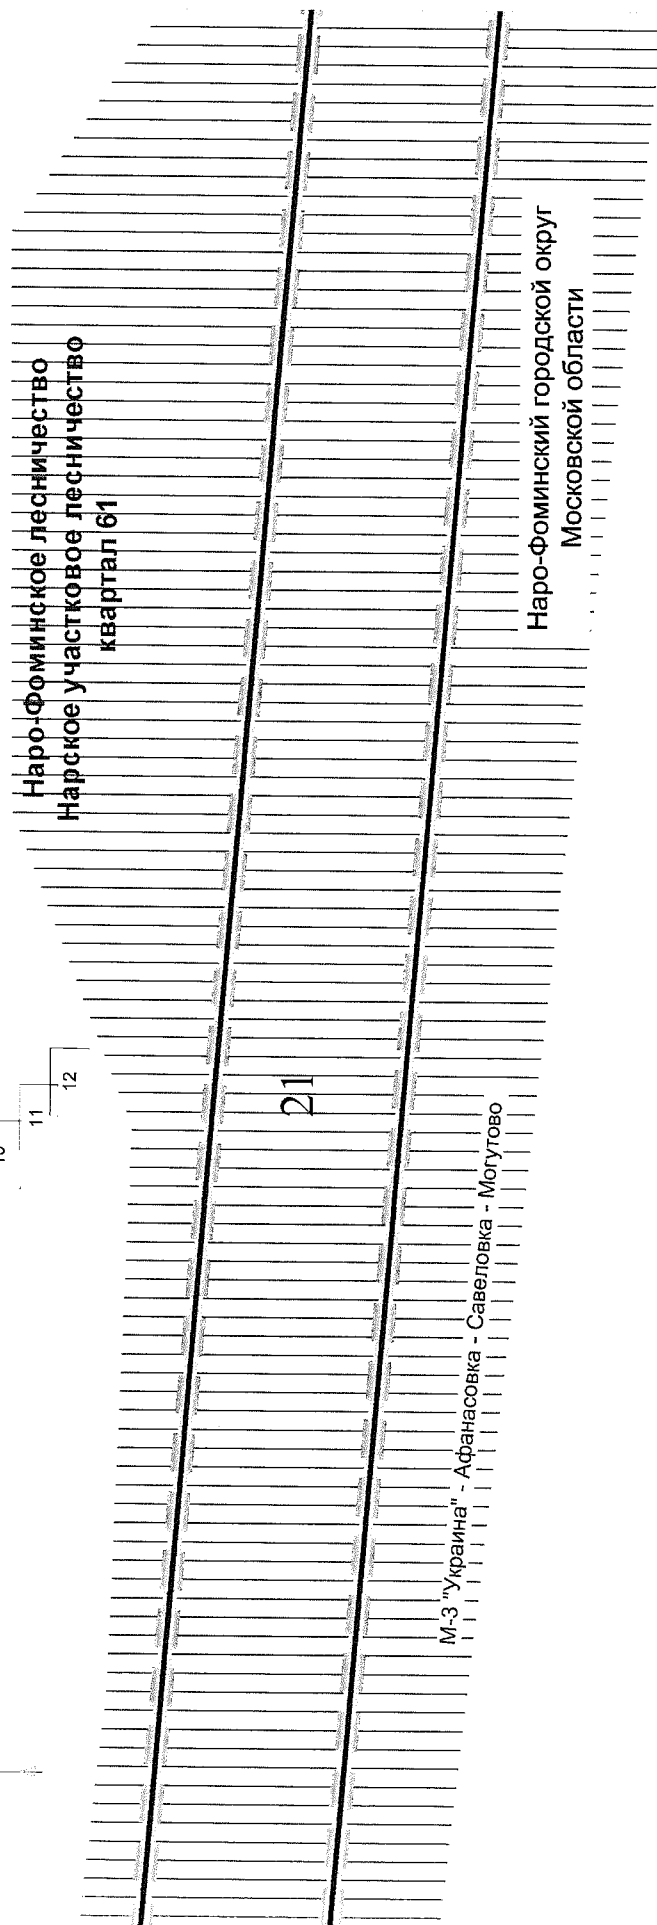 Наро-Фоминское лесничество
Нарское участковое лесничество
квартал 61
Наро-Фоминский городской округ
Московской области
11
12
21
М-3 "Украина" - Афанасовка - Савеловка - Могутово